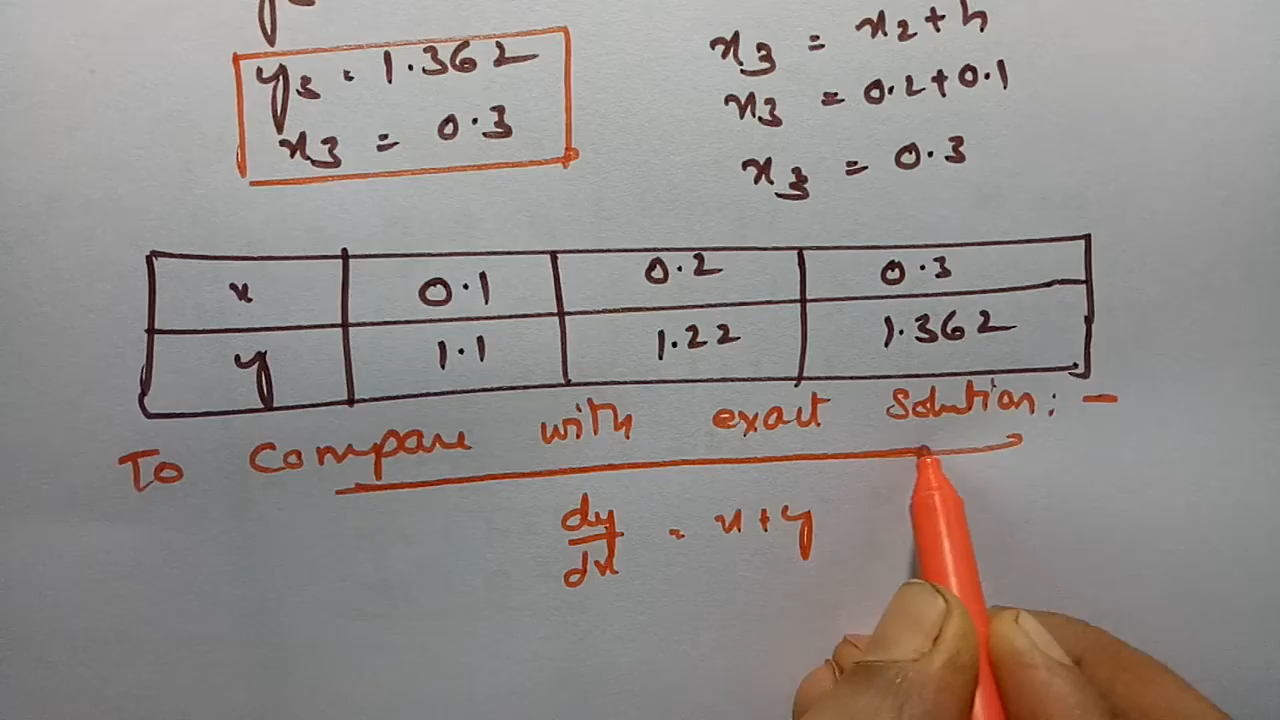 y3 = 1.362
x3 = 0.3
x3 = x2 + h
x3 = 0.2+0.1
x3 = 0.3
x 0.1 0.2 0.3
y 1.1 1.22 1.362
To compare with exact solution: -
dy/dx = x+y